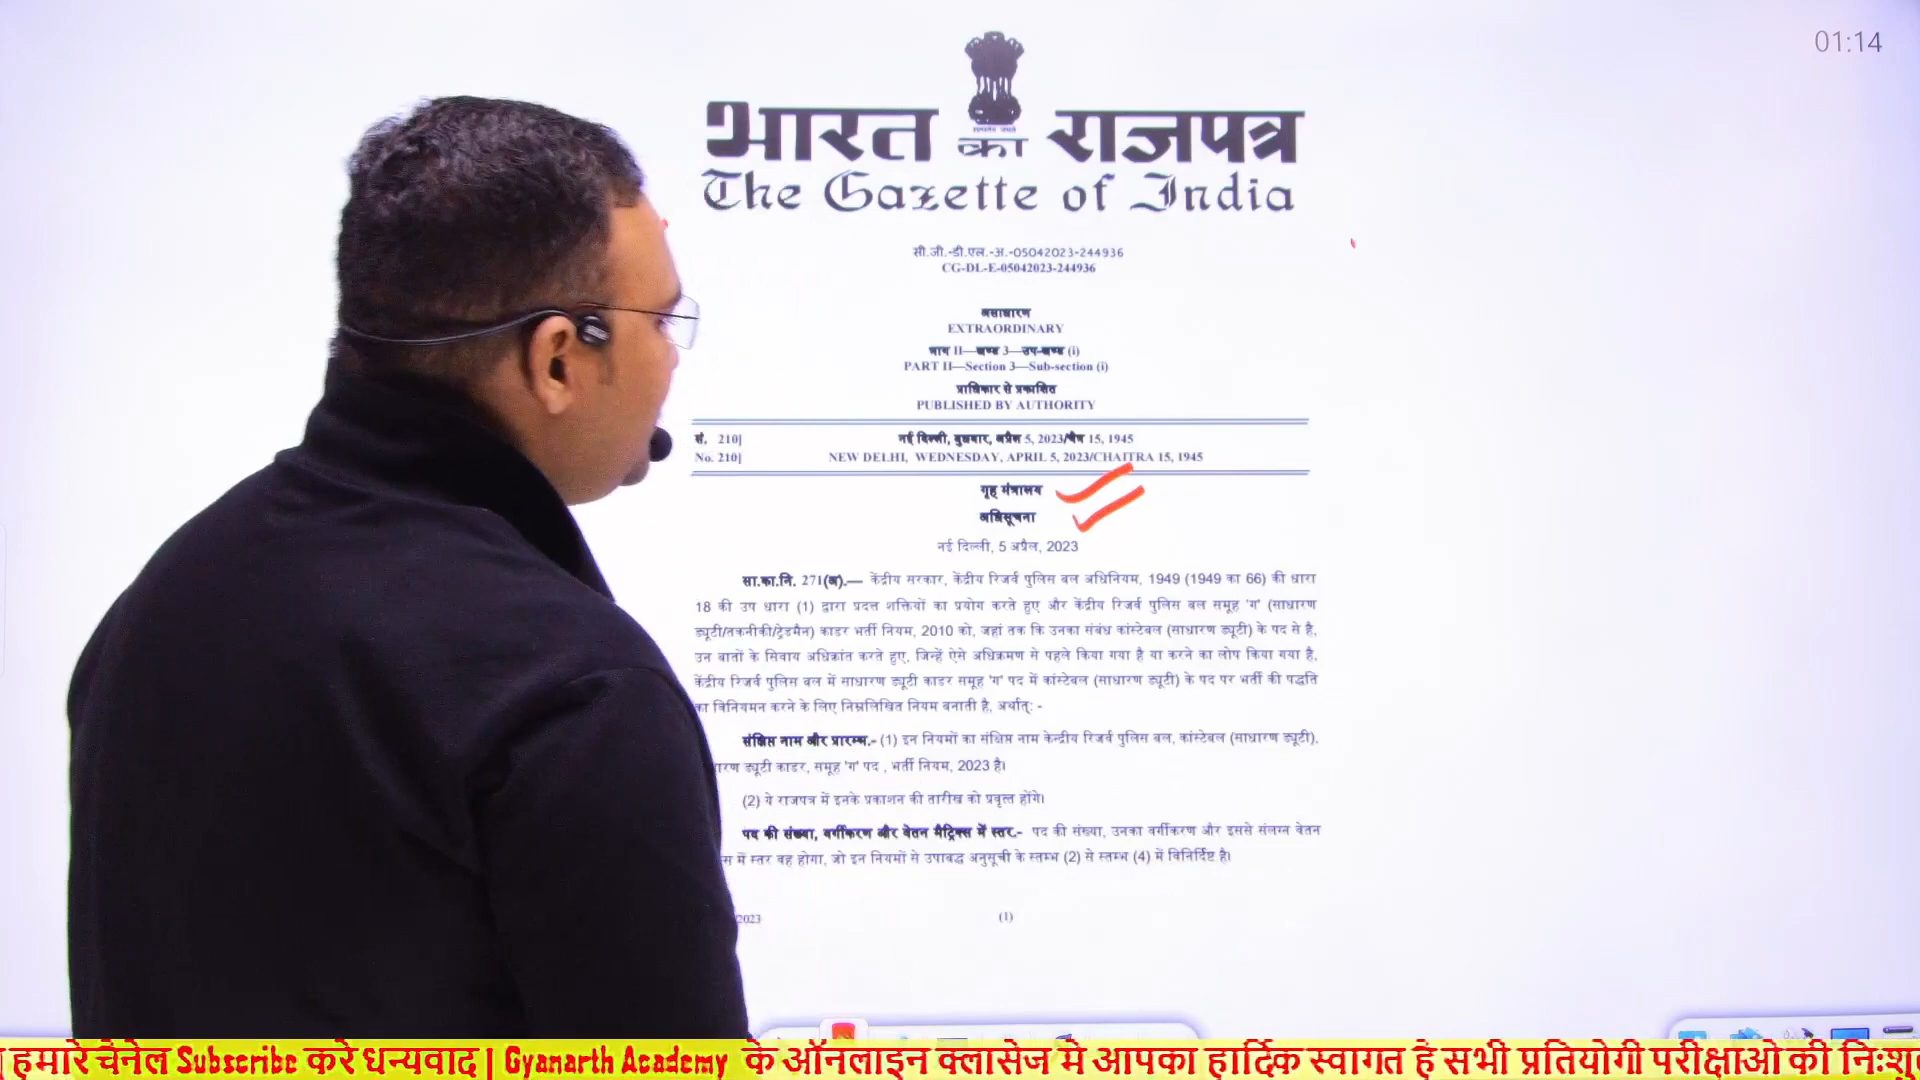 01:14
भारत का राजपत्र
The Gazette of India
सी.जी.-डी.एल.-अ.-05042023-244936
CG-DL-E-05042023-244936
असाधारण
EXTRAORDINARY
भाग II—खण्ड 3—उप-खण्ड (i)
PART II—Section 3—Sub-section (i)
प्राधिकार से प्रकाशित
PUBLISHED BY AUTHORITY
सं. 210]
नई दिल्ली, बुधवार, अप्रैल 5, 2023/चैत्र 15, 1945
No. 210]
NEW DELHI, WEDNESDAY, APRIL 5, 2023/CHAITRA 15, 1945
गृह मंत्रालय
अधिसूचना
नई दिल्ली, 5 अप्रैल, 2023
सा.का.नि. 271(अ).— केंद्रीय सरकार, केंद्रीय रिजर्व पुलिस बल अधिनियम, 1949 (1949 का 66) की धारा
18 की उप धारा (1) द्वारा प्रदत्त शक्तियों का प्रयोग करते हुए और केंद्रीय रिजर्व पुलिस बल समूह 'ग' (साधारण
ड्यूटी/तकनीकी/ट्रेडमैन) काडर भर्ती नियम, 2010 को, जहां तक कि उनका संबंध कांस्टेबल (साधारण ड्यूटी) के पद से है,
उन बातों के सिवाय अधिक्रांत करते हुए, जिन्हें ऐसे अधिक्रमण से पहले किया गया है या करने का लोप किया गया है,
केंद्रीय रिजर्व पुलिस बल में साधारण ड्यूटी काडर समूह 'ग' पद में कांस्टेबल (साधारण ड्यूटी) के पद पर भर्ती की पद्धति
का विनियमन करने के लिए निम्नलिखित नियम बनाती है, अर्थात्: -
संक्षिप्त नाम और प्रारम्भ.- (1) इन नियमों का संक्षिप्त नाम केन्द्रीय रिजर्व पुलिस बल, कांस्टेबल (साधारण ड्यूटी),
ड्यूटी काडर, समूह 'ग' पद , भर्ती नियम, 2023 है।
(2) ये राजपत्र में इनके प्रकाशन की तारीख को प्रवृत्त होंगे।
पद की संख्या, वर्गीकरण और वेतन मैट्रिक्स में स्तर.- पद की संख्या, उनका वर्गीकरण और इससे संलग्न वेतन
में स्तर वह होगा, जो इन नियमों से उपाबद्ध अनुसूची के स्तम्भ (2) से स्तम्भ (4) में विनिर्दिष्ट है।
/2023
(1)
हमारे चैनेल Subscribe करे धन्यवाद | Gyanarth Academy के ऑनलाइन क्लासेज मे आपका हार्दिक स्वागत है सभी प्रतियोगी परीक्षाओ की